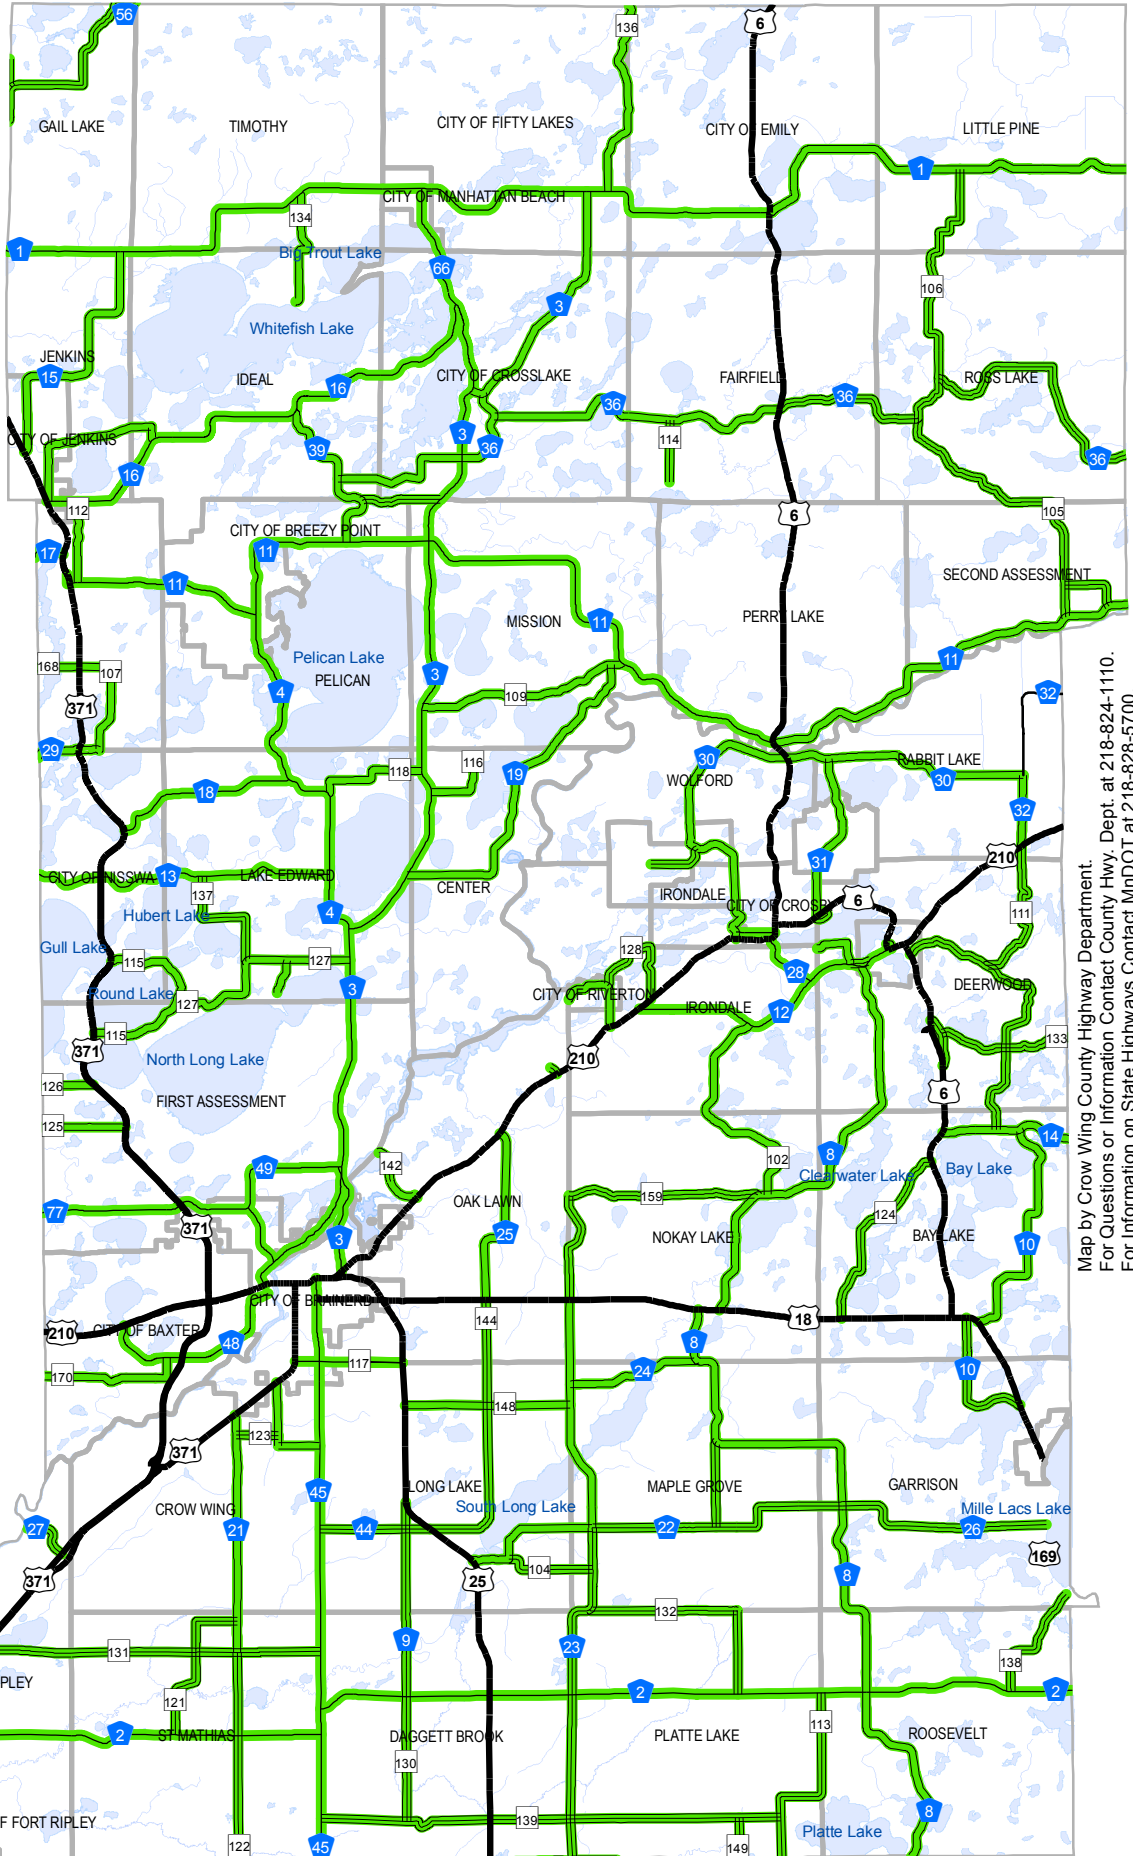 56
136
6
GAIL LAKE
TIMOTHY
CITY OF FIFTY LAKES
CITY OF EMILY
LITTLE PINE
1
CITY OF MANHATTAN BEACH
134
1
Big Trout Lake
66
106
3
Whitefish Lake
JENKINS
15
IDEAL
16
CITY OF CROSSLAKE
FAIRFIELD
ROSS LAKE
36
36
CITY OF JENKINS
39
3
36
114
36
16
112
6
105
CITY OF BREEZY POINT
17
11
11
SECOND ASSESSMENT
MISSION
11
PERRY LAKE
Pelican Lake
11
168
107
PELICAN
3
4
109
32
371
29
118
116
19
30
RABBIT LAKE
WOLFORD
30
18
32
31
210
CITY OF NISSWA
13
LAKE EDWARD
CENTER
137
IRONDALE
CITY OF CROSBY
6
Hubert Lake
4
111
Gull Lake
115
127
128
28
Round Lake
127
3
CITY OF RIVERTON
DEERWOOD
IRONDALE
12
115
133
371
North Long Lake
210
126
6
FIRST ASSESSMENT
125
14
49
142
102
8
Clearwater Lake
Bay Lake
77
OAK LAWN
159
124
371
3
25
NOKAY LAKE
BAY LAKE
10
CITY OF BRAINERD
210
CITY OF BAXTER
48
144
18
8
170
117
24
10
148
123
371
45
LONG LAKE
MAPLE GROVE
GARRISON
CROW WING
South Long Lake
Mille Lacs Lake
27
21
44
22
26
169
371
25
104
8
132
9
23
131
138
PLEY
121
2
2
2
ST MATHIAS
DAGGETT BROOK
PLATTE LAKE
113
ROOSEVELT
130
F FORT RIPLEY
139
8
122
45
149
Platte Lake
Map by Crow Wing County Highway Department.
For Questions or Information Contact County Hwy. Dept. at 218-824-1110.
For Information on State Highways Contact MnDOT at 218-828-5700